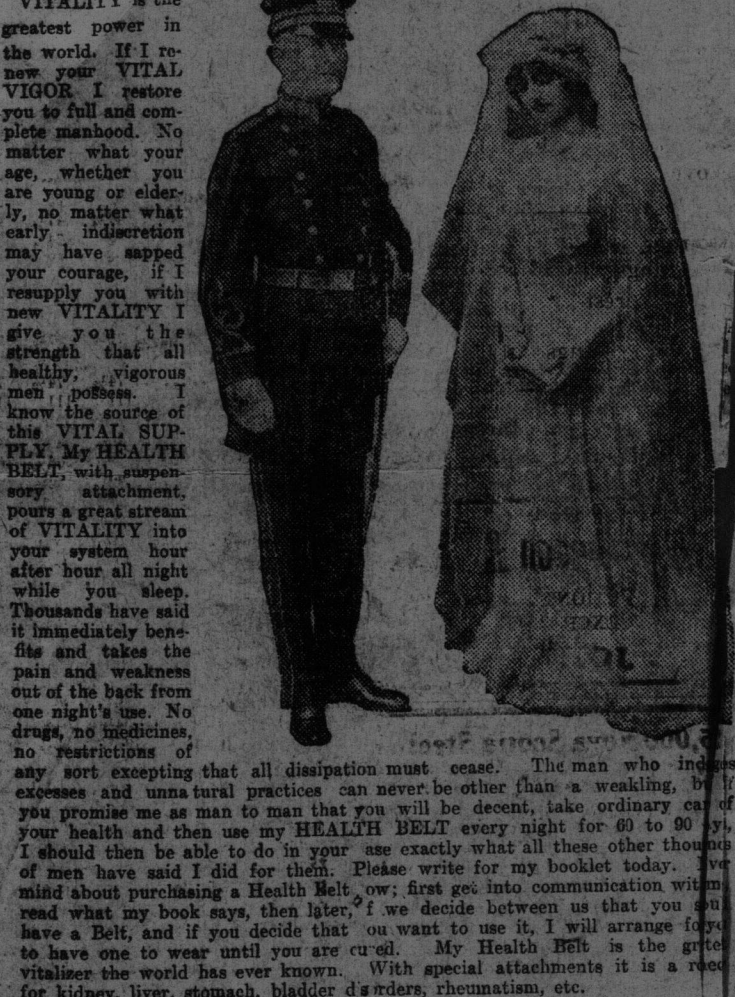 VITALITY is the
greatest power in
the world. If I re-
new your VITAL
VIGOR I restore
you to full and com-
plete manhood. No
matter what your
age, whether you
are young or elder-
ly, no matter what
early indiscretion
may have sapped
your courage, if I
resupply you with
new VITALITY I
give you the
strength that all
healthy, vigorous
men possess. I
know the source of
this VITAL SUP-
PLY. My HEALTH
BELT, with suspen-
sory attachment,
pours a great stream
of VITALITY into
your system hour
after hour all night
while you sleep.
Thousands have said
it immediately bene-
fits and takes the
pain and weakness
out of the back from
one night's use. No
drugs, no medicines,
no restrictions of
any sort excepting that all dissipation must cease. The man who
excesses and unnatural practices can never be other than a weakling,
you promise me as man to man that you will be decent, take ordinary of
your health and then use my HEALTH BELT every night for 60 to 90
I should then be able to do in your ase exactly what all these other
of men have said I did for them. Please write for my booklet today.
mind about purchasing a Health Belt ow; first get into communication
read what my book says, then later, f we decide between us that you
have a Belt, and if you decide that ou want to use it, I will arrange
to have one to wear until you are cu ed. My Health Belt is the
vitalizer the world has ever known. With special attachments it is a
for kidney, liver, stomach, bladder d s rders, rheumatism, etc.